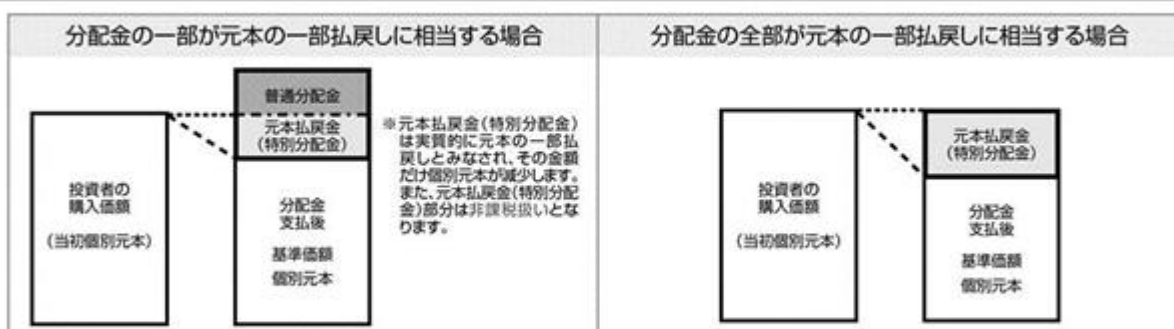 分配金の一部が元本の一部払戻しに相当する場合
普通分配金
元本払戻金
(特別分配金)
投資者の
購入価額
(当初個別元本)
分配金
支払後
基準価額
個別元本
※元本払戻金(特別分配金)
は実質的に元本の一部払
戻しとみなされ、その金額
だけ個別元本が減少します。
また、元本払戻金(特別分配
金)部分は非課税扱いとな
ります。
分配金の全部が元本の一部払戻しに相当する場合
元本払戻金
(特別分配金)
投資者の
購入価額
(当初個別元本)
分配金
支払後
基準価額
個別元本